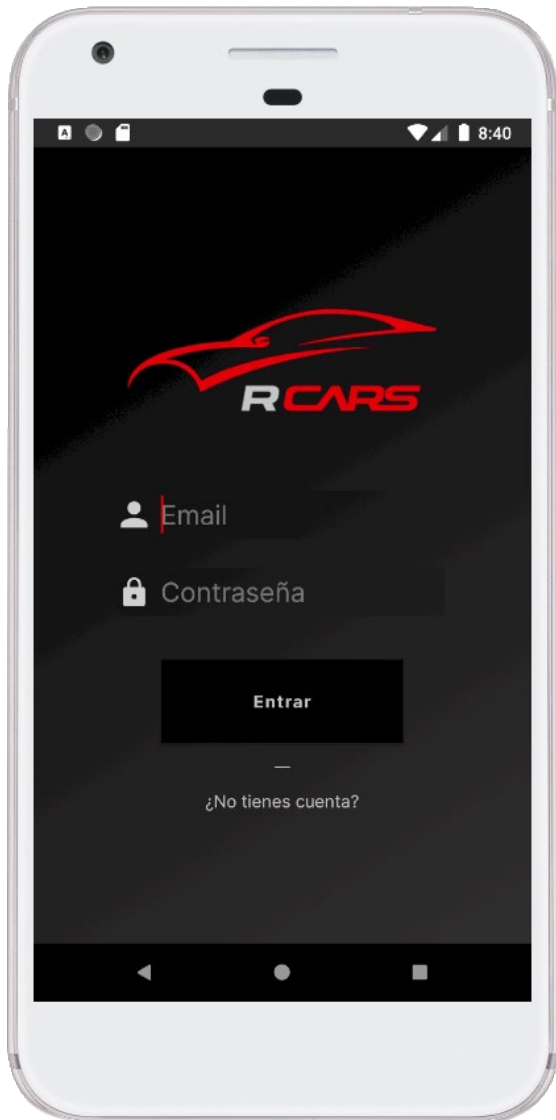 8:40
RCARS
Email
Contraseña
Entrar
¿No tienes cuenta?